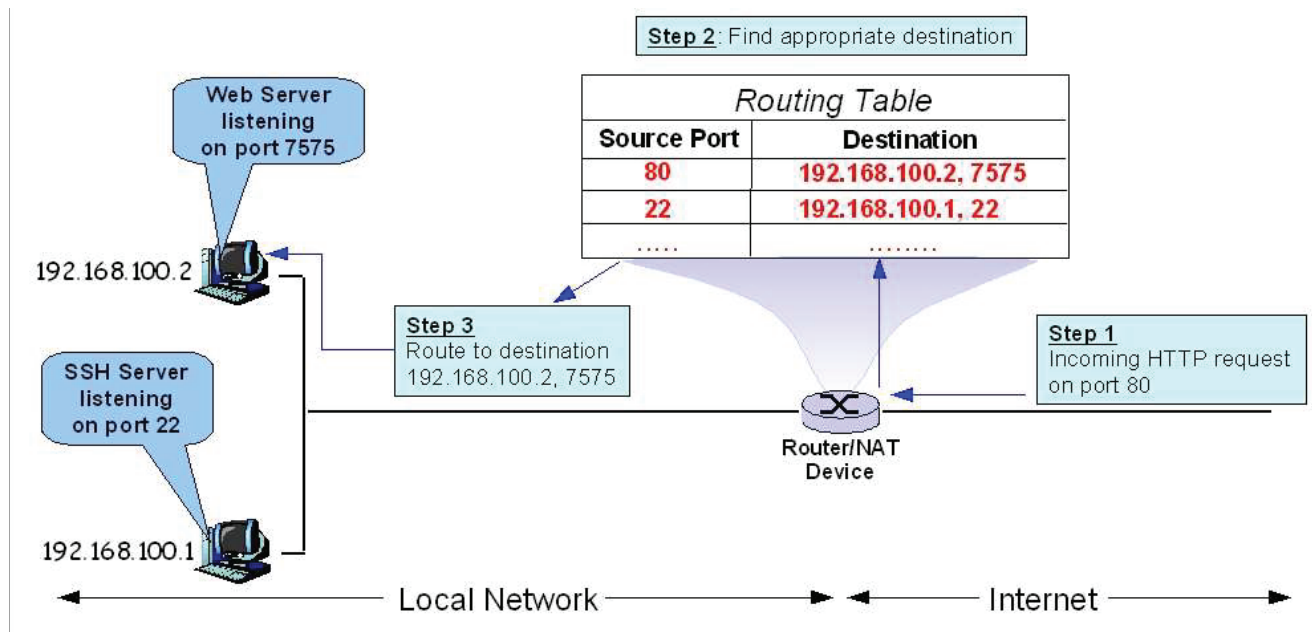 Step 2: Find appropriate destination
Routing Table
Source Port Destination
80 192.168.100.2, 7575
22 192.168.100.1, 22
..... ........
Web Server
listening
on port 7575
192.168.100.2
Step 3
Route to destination
192.168.100.2, 7575
Step 1
Incoming HTTP request
on port 80
SSH Server
listening
on port 22
Router/NAT
Device
192.168.100.1
Local Network
Internet